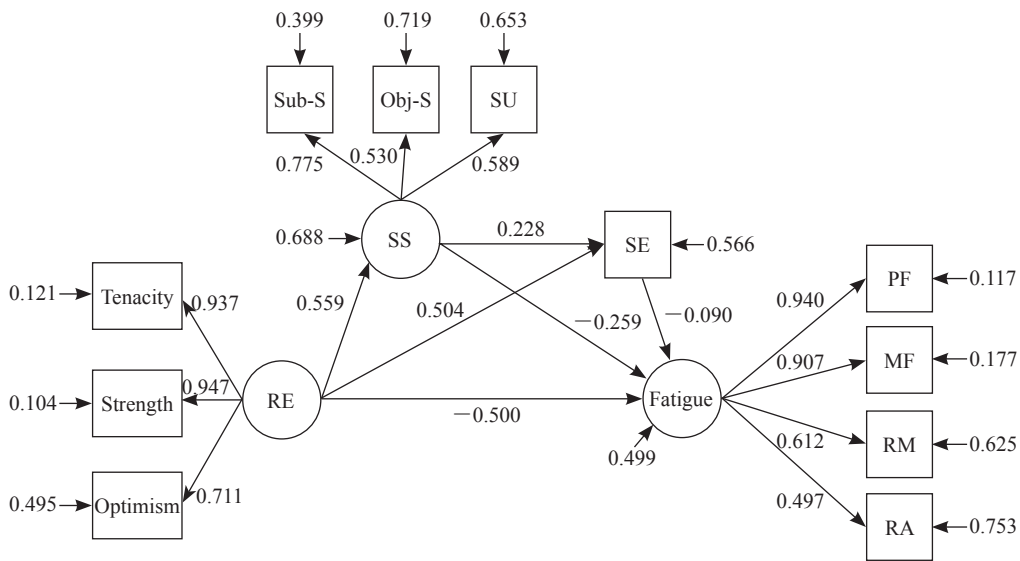 0.399
0.719
0.653
Sub-S
Obj-S
SU
0.775
0.530
0.589
0.688
SS
0.228
SE
0.566
0.121
Tenacity
0.937
0.559
0.504
－0.259
－0.090
0.940
PF
0.117
0.907
MF
0.177
0.104
Strength
0.947
RE
－0.500
Fatigue
0.499
0.612
RM
0.625
0.495
Optimism
0.711
0.497
RA
0.753